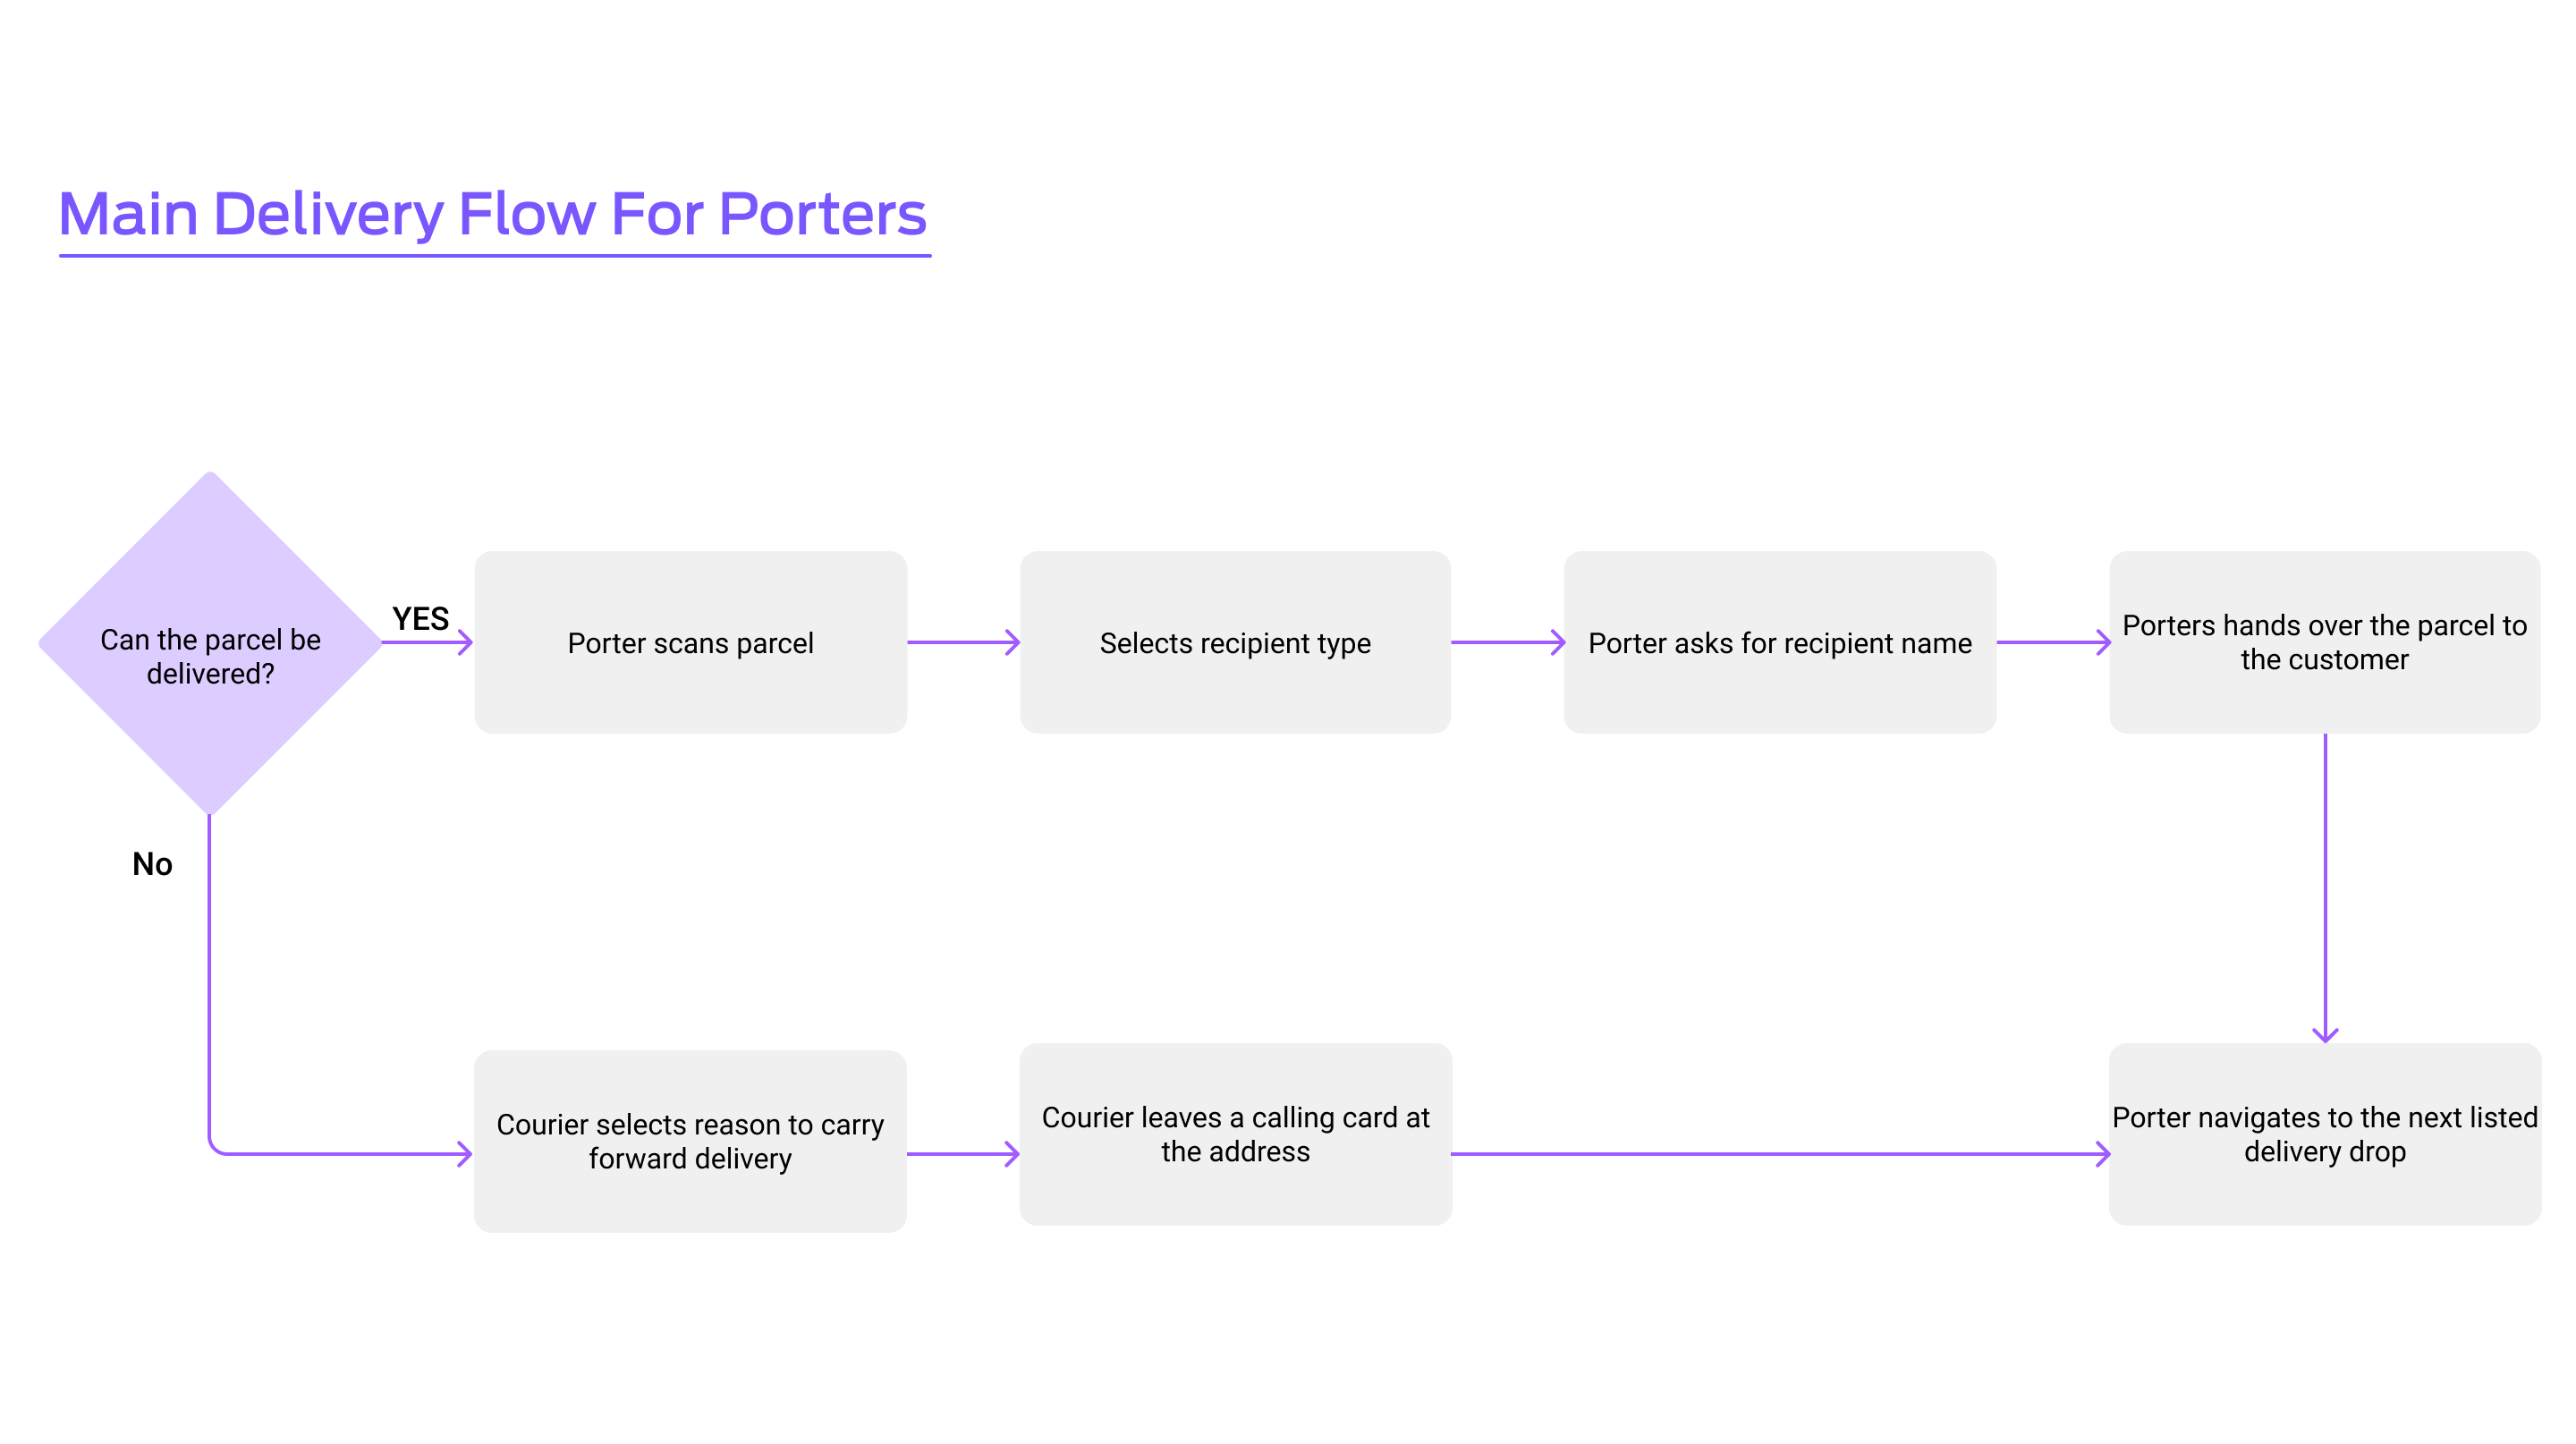 Main Delivery Flow For Porters
Can the parcel be
delivered?
YES
Porter scans parcel
Selects recipient type
Porter asks for recipient name
Porters hands over the parcel to
the customer
No
Courier selects reason to carry
forward delivery
Courier leaves a calling card at
the address
Porter navigates to the next listed
delivery drop